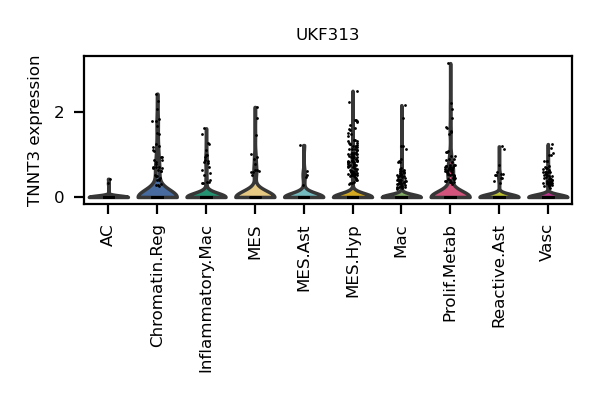 UKF313
TNNT3 expression
2
0
AC
Chromatin.Reg
Inflammatory.Mac
MES
MES.Ast
MES.Hyp
Mac
Prolif.Metab
Reactive.Ast
Vasc